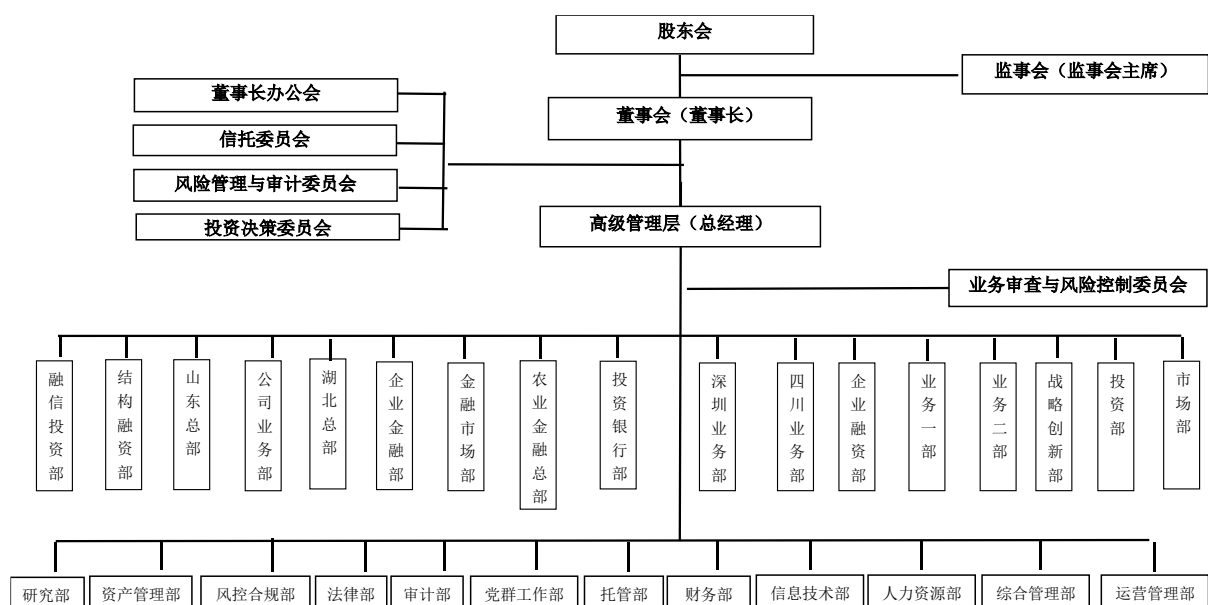 股东会
监事会（监事会主席）
董事长办公会
董事会（董事长）
信托委员会
风险管理与审计委员会
高级管理层（总经理）
投资决策委员会
业务审查与风险控制委员会
融信投资部
结构融资部
山东总部
公司业务部
湖北总部
企业金融部
金融市场部
农业金融总部
投资银行部
深圳业务部
四川业务部
企业融资部
业务一部
业务二部
战略创新部
投资部
市场部
研究部
资产管理部
风控合规部
法律部
审计部
党群工作部
托管部
财务部
信息技术部
人力资源部
综合管理部
运营管理部